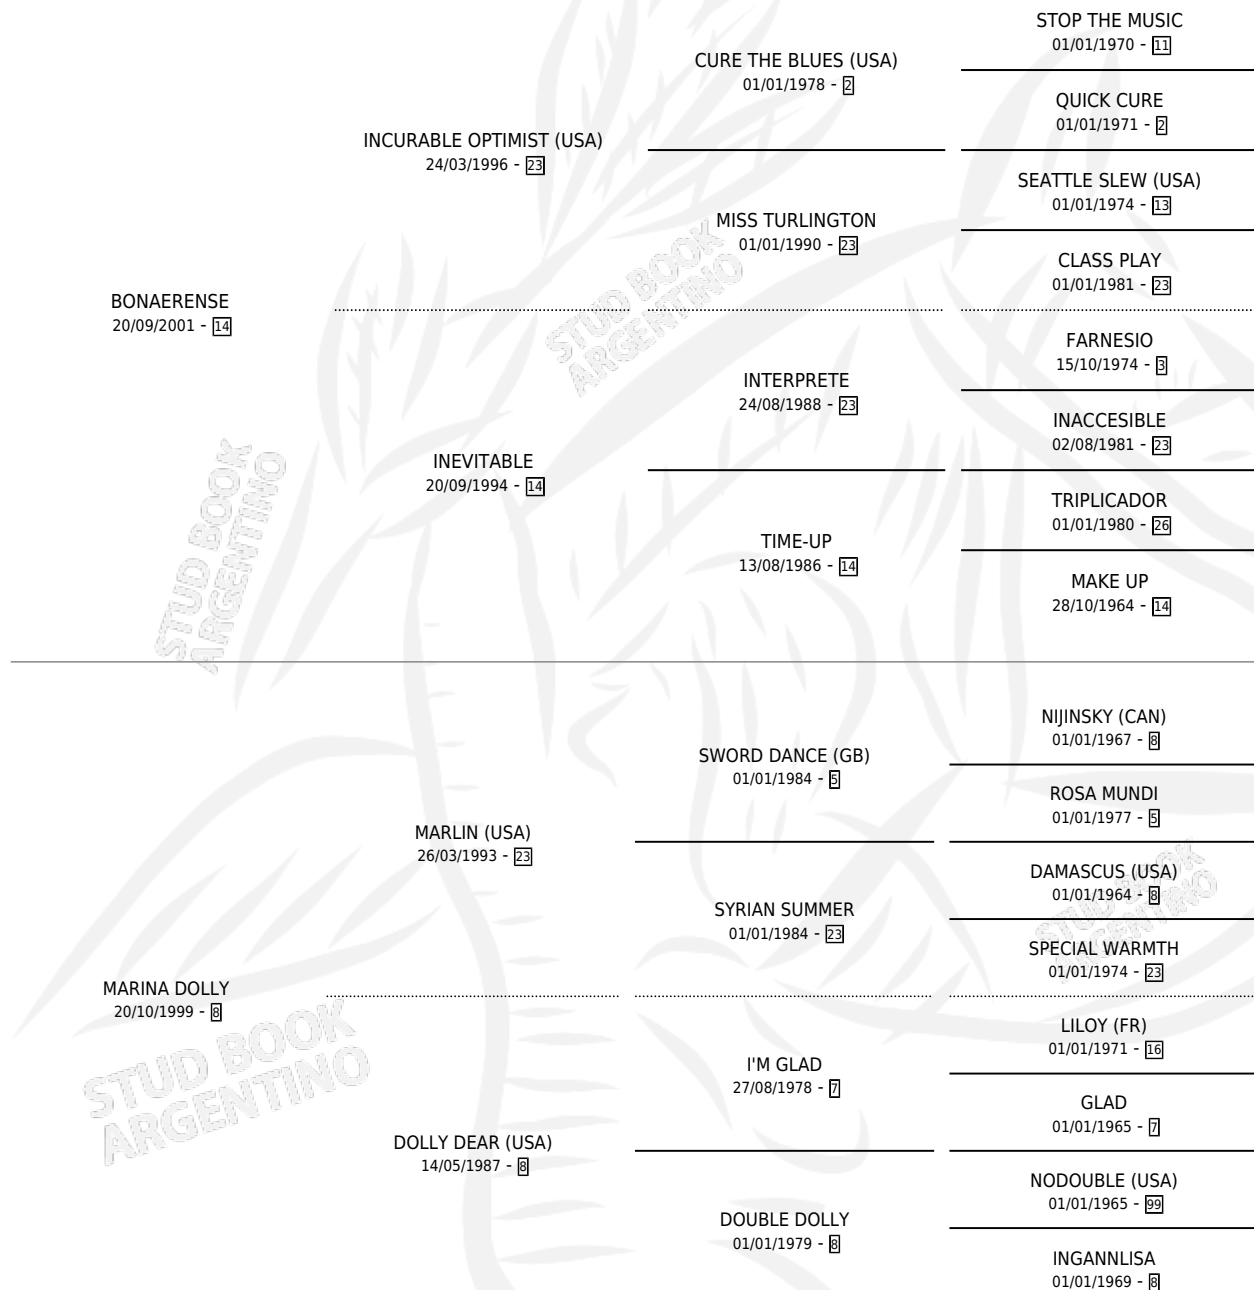 STOP THE MUSIC
01/01/1970 - 11
CURE THE BLUES (USA)
01/01/1978 - 2
QUICK CURE
01/01/1971 - 2
INCURABLE OPTIMIST (USA)
24/03/1996 - 23
SEATTLE SLEW (USA)
01/01/1974 - 13
MISS TURLINGTON
01/01/1990 - 23
CLASS PLAY
01/01/1981 - 23
BONAERENSE
20/09/2001 - 14
FARNESIO
15/10/1974 - 3
INTERPRETE
24/08/1988 - 23
INACCESIBLE
02/08/1981 - 23
INEVITABLE
20/09/1994 - 14
TRIPLICADOR
01/01/1980 - 26
TIME-UP
13/08/1986 - 14
MAKE UP
28/10/1964 - 14
NIJINSKY (CAN)
01/01/1967 - 8
SWORD DANCE (GB)
01/01/1984 - 5
ROSA MUNDI
01/01/1977 - 5
MARLIN (USA)
26/03/1993 - 23
DAMASCUS (USA)
01/01/1964 - 8
SYRIAN SUMMER
01/01/1984 - 23
SPECIAL WARMTH
01/01/1974 - 23
MARINA DOLLY
20/10/1999 - 8
LILOY (FR)
01/01/1971 - 16
I'M GLAD
27/08/1978 - 7
GLAD
01/01/1965 - 7
DOLLY DEAR (USA)
14/05/1987 - 8
NODOUBLE (USA)
01/01/1965 - 99
DOUBLE DOLLY
01/01/1979 - 8
INGANNLISA
01/01/1969 - 8
STUD BOOK
ARGENTINO
STUD BOOK
ARGENTINO
STUD BOOK
ARGENTINO
STUD BOOK
ARGENTINO